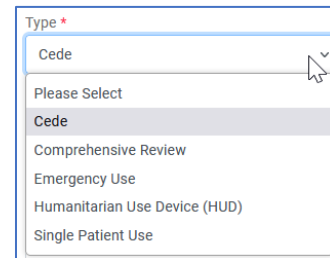 Type *
Cede
Please Select
Cede
Comprehensive Review
Emergency Use
Humanitarian Use Device (HUD)
Single Patient Use